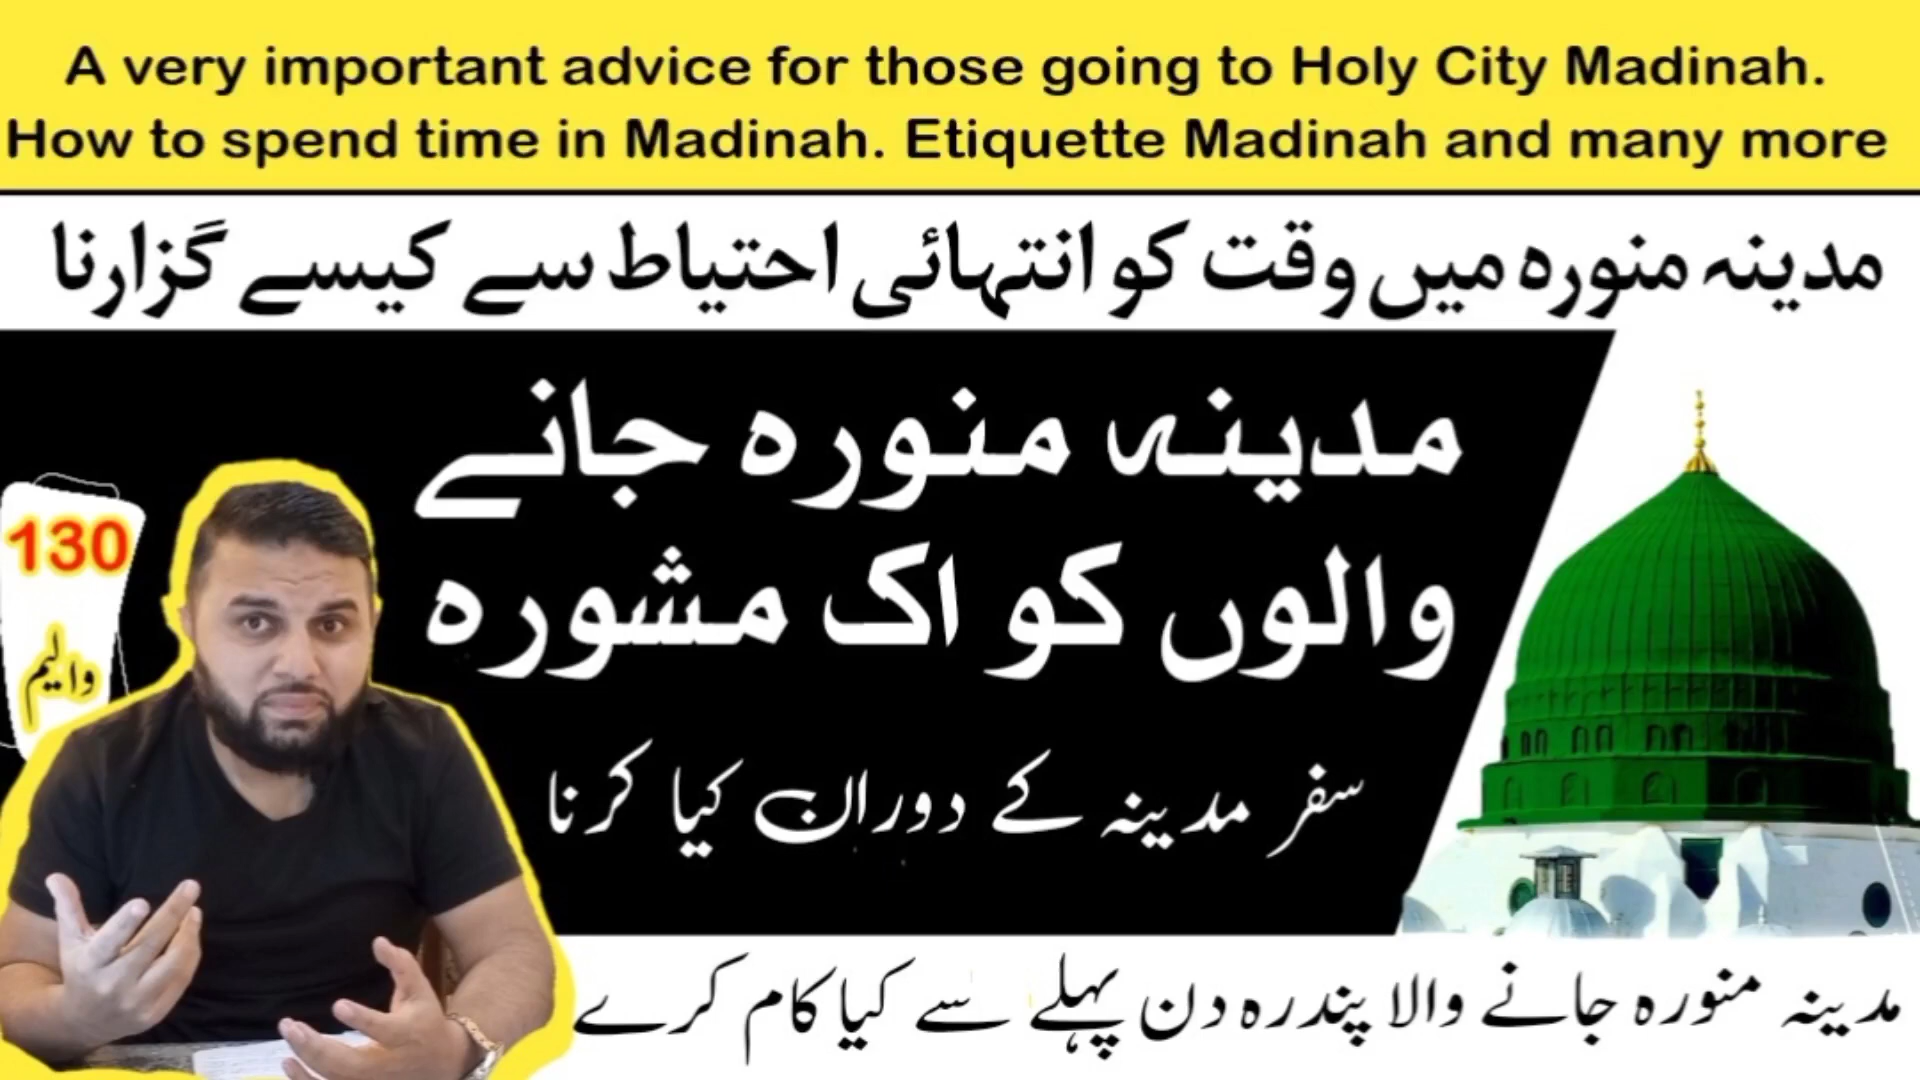 A very important advice for those going to Holy City Madinah.
How to spend time in Madinah. Etiquette Madinah and many more
مدینہ منورہ میں وقت کو انتہائی احتیاط سے کیسے گزارنا
مدینہ منورہ جانے
والوں کو اک مشورہ
130
والیم
سفر مدینہ کے دوران کیا کرنا
مدینہ منورہ جانے والا پندرہ دن پہلے سے کیا کام کرے